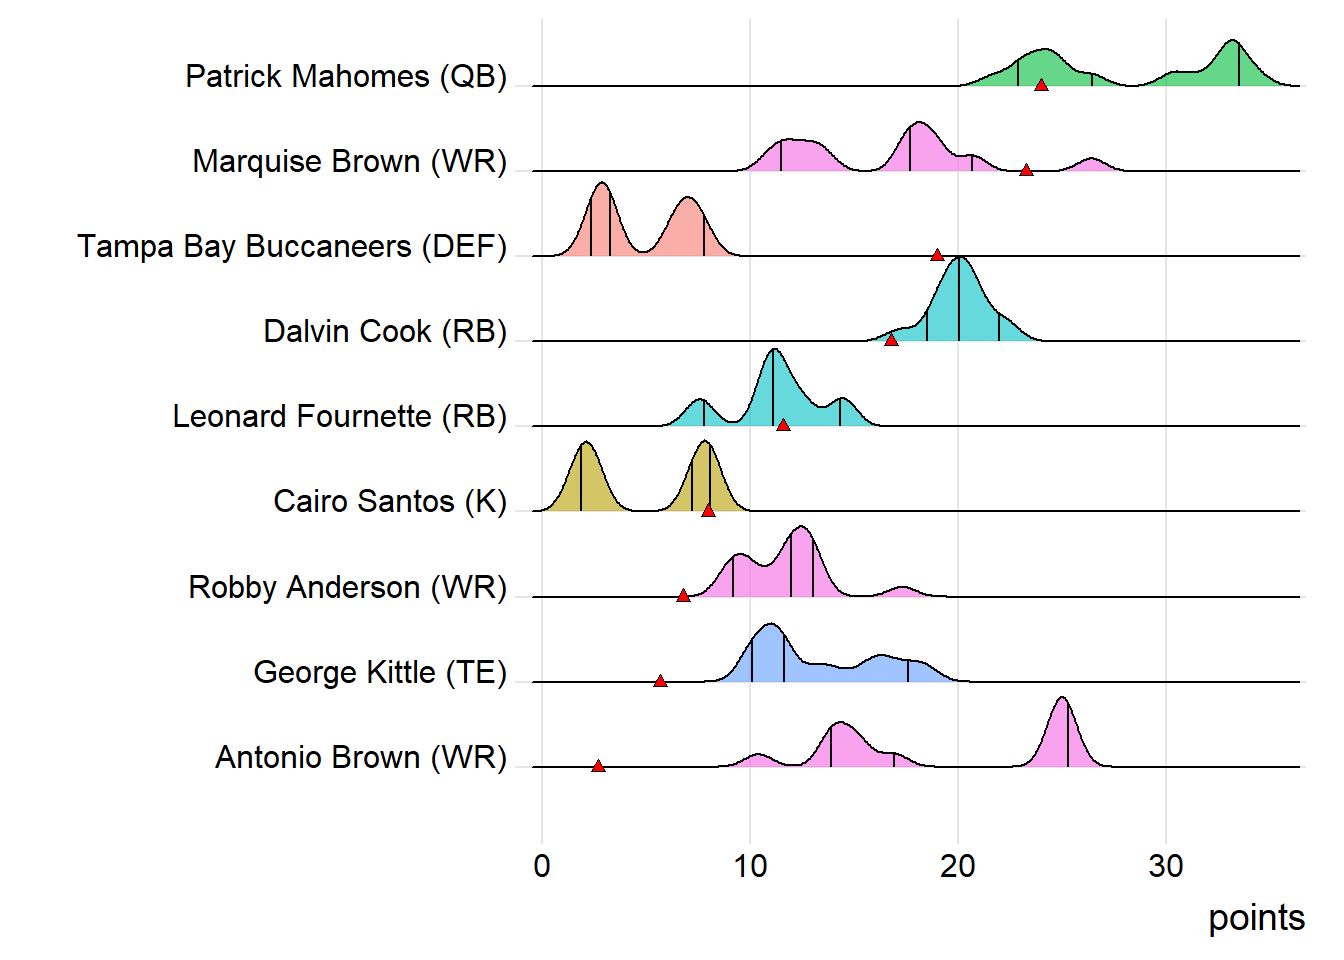 Patrick Mahomes (QB)
Marquise Brown (WR)
Tampa Bay Buccaneers (DEF)
Dalvin Cook (RB)
Leonard Fournette (RB)
Cairo Santos (K)
Robby Anderson (WR)
George Kittle (TE)
Antonio Brown (WR)
0 10 20 30
points